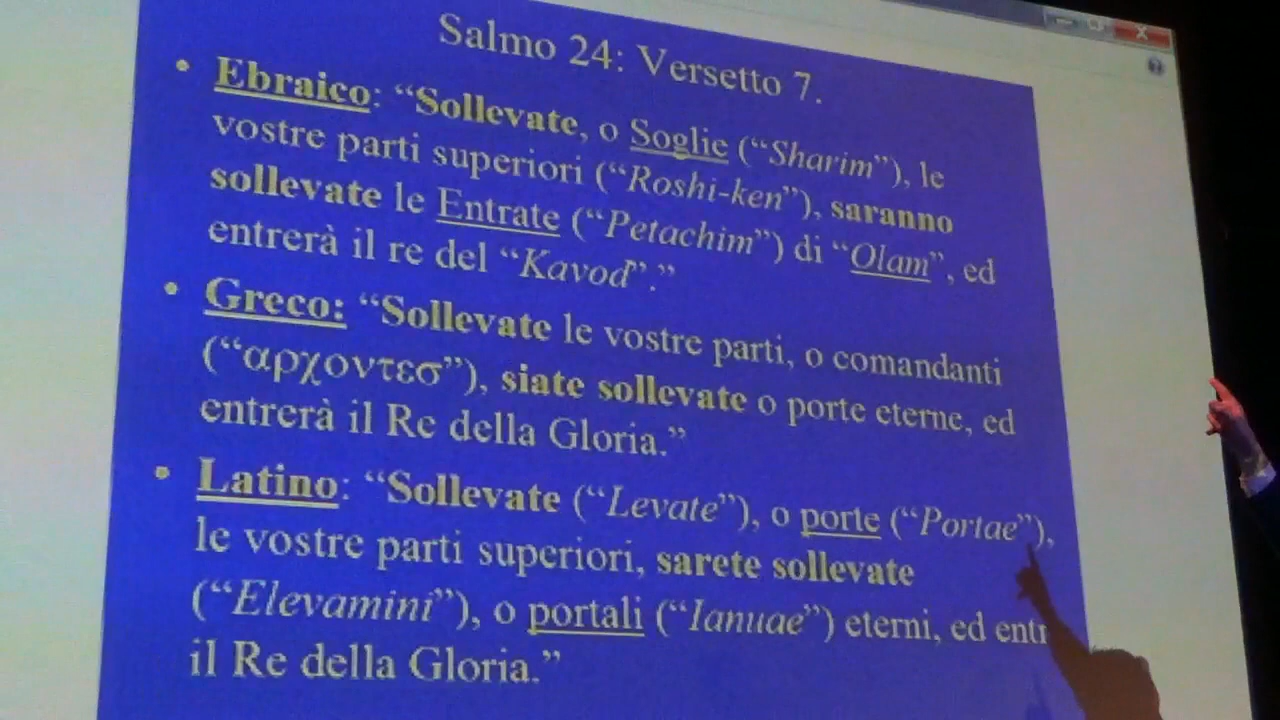 Salmo 24: Versetto 7.
• Ebraico: “Sollevate, o Soglie (“Sharim”), le
vostre parti superiori (“Roshi-ken”), saranno
sollevate le Entrate (“Petachim”) di “Olam”, ed
entrerà il re del “Kavod”.”
• Greco: “Sollevate le vostre parti, o comandanti
(“αρχοντεσ”), siate sollevate o porte eterne, ed
entrerà il Re della Gloria.”
• Latino: “Sollevate (“Levate”), o porte (“Portae”),
le vostre parti superiori, sarete sollevate
(“Elevamini”), o portali (“Ianuae”) eterni, ed entr
il Re della Gloria.”